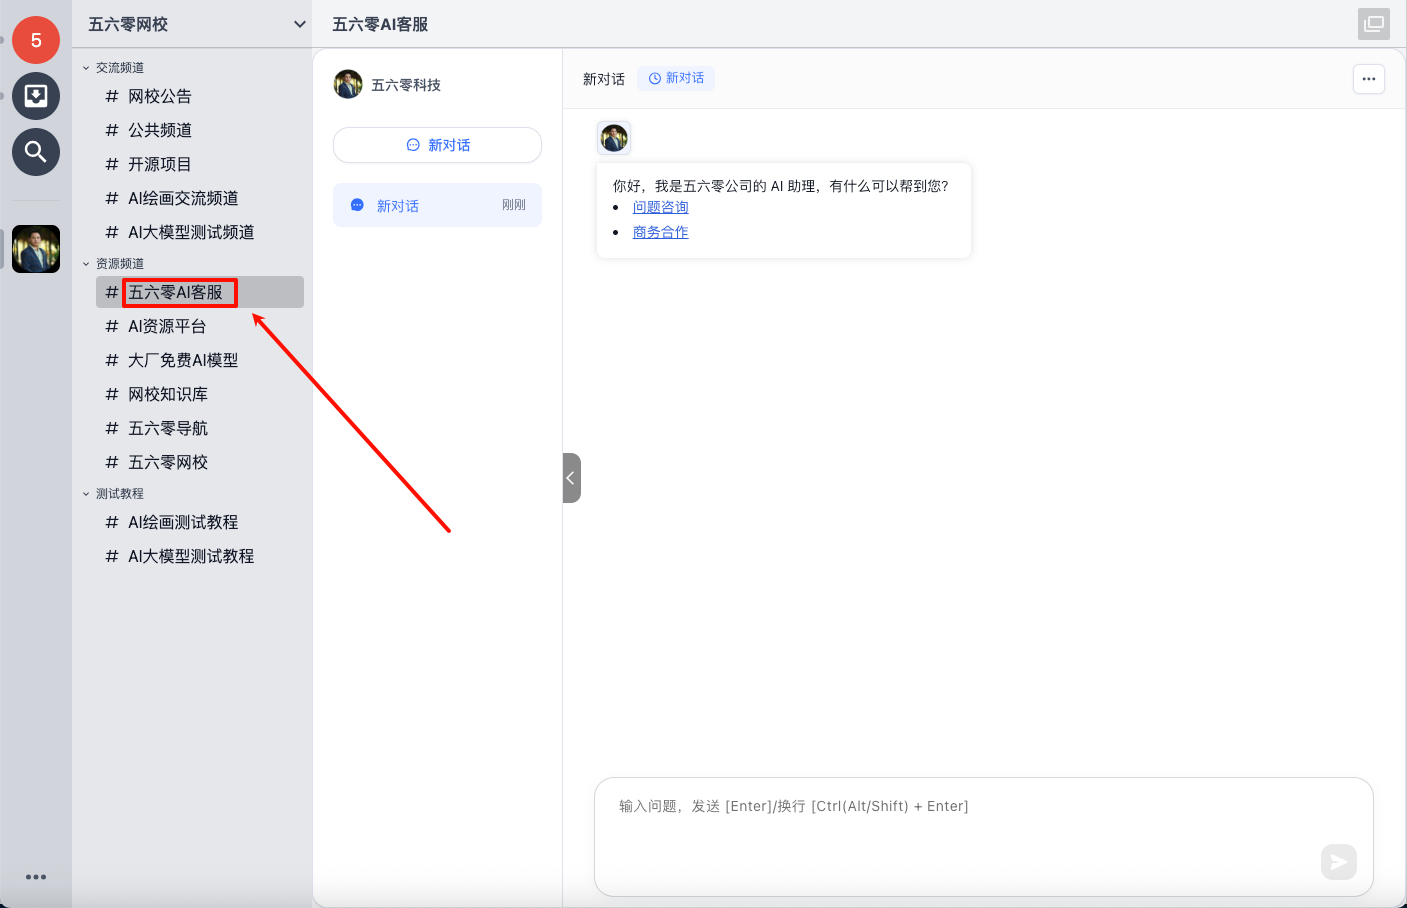 5
五六零网校
交流频道
# 网校公告
# 公共频道
# 开源项目
# AI绘画交流频道
# AI大模型测试频道
资源频道
# 五六零AI客服
# AI资源平台
# 大厂免费AI模型
# 网校知识库
# 五六零导航
# 五六零网校
测试教程
# AI绘画测试教程
# AI大模型测试教程
五六零AI客服
五六零科技
新对话
新对话 刚刚
新对话 新对话
你好，我是五六零公司的 AI 助理，有什么可以帮到您?
• 问题咨询
• 商务合作
输入问题，发送 [Enter]/换行 [Ctrl(Alt/Shift) + Enter]